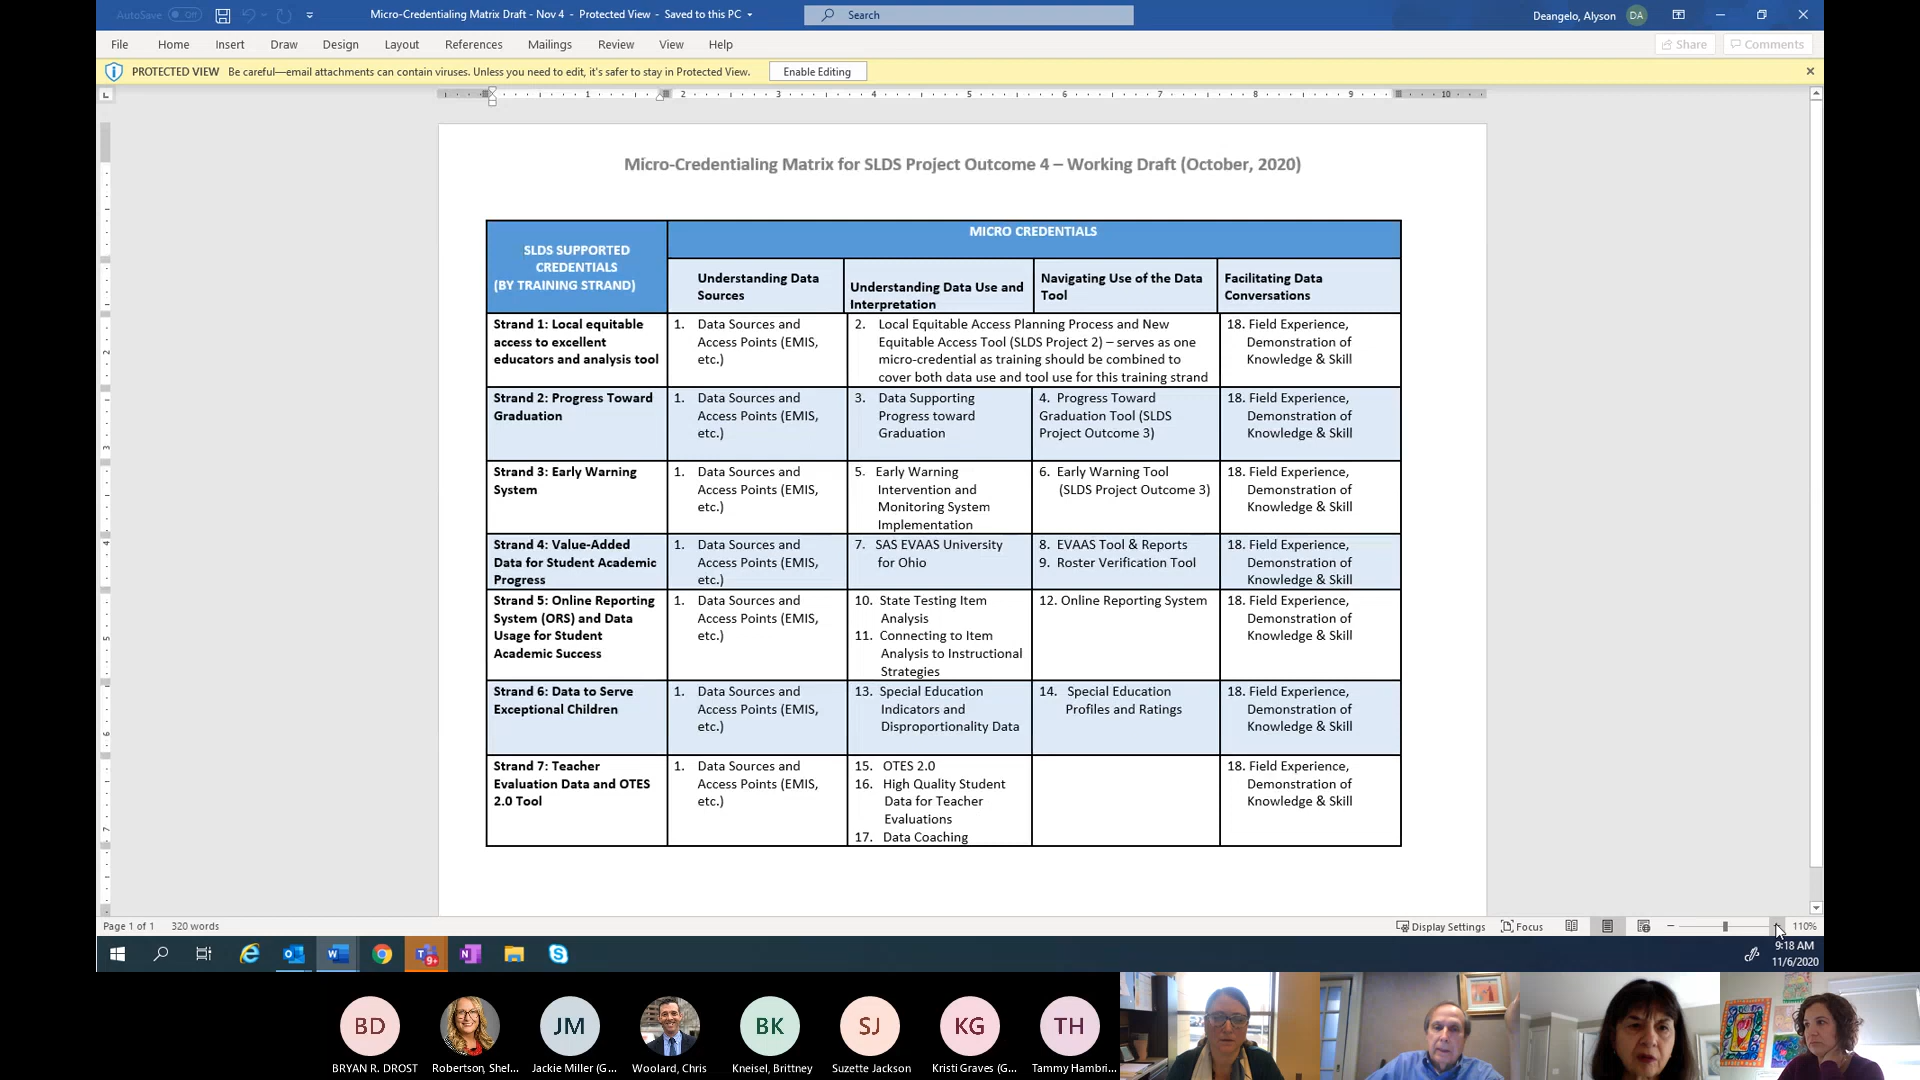 AutoSave Off
Micro-Credentialing Matrix Draft - Nov 4 - Protected View - Saved to this PC
Search
Deangelo, Alyson DA
File Home Insert Draw Design Layout References Mailings Review View Help
Share Comments
PROTECTED VIEW Be careful—email attachments can contain viruses. Unless you need to edit, it's safer to stay in Protected View. Enable Editing
1 2 3 4 5 6 7 8 9 10
Micro-Credentialing Matrix for SLDS Project Outcome 4 – Working Draft (October, 2020)
SLDS SUPPORTED
CREDENTIALS
(BY TRAINING STRAND)
MICRO CREDENTIALS
Understanding Data
Sources
Understanding Data Use and
Interpretation
Navigating Use of the Data
Tool
Facilitating Data
Conversations
Strand 1: Local equitable
access to excellent
educators and analysis tool
1. Data Sources and
Access Points (EMIS,
etc.)
2. Local Equitable Access Planning Process and New
Equitable Access Tool (SLDS Project 2) – serves as one
micro-credential as training should be combined to
cover both data use and tool use for this training strand
18. Field Experience,
Demonstration of
Knowledge & Skill
Strand 2: Progress Toward
Graduation
1. Data Sources and
Access Points (EMIS,
etc.)
3. Data Supporting
Progress toward
Graduation
4. Progress Toward
Graduation Tool (SLDS
Project Outcome 3)
18. Field Experience,
Demonstration of
Knowledge & Skill
Strand 3: Early Warning
System
1. Data Sources and
Access Points (EMIS,
etc.)
5. Early Warning
Intervention and
Monitoring System
Implementation
6. Early Warning Tool
(SLDS Project Outcome 3)
18. Field Experience,
Demonstration of
Knowledge & Skill
Strand 4: Value-Added
Data for Student Academic
Progress
1. Data Sources and
Access Points (EMIS,
etc.)
7. SAS EVAAS University
for Ohio
8. EVAAS Tool & Reports
9. Roster Verification Tool
18. Field Experience,
Demonstration of
Knowledge & Skill
Strand 5: Online Reporting
System (ORS) and Data
Usage for Student
Academic Success
1. Data Sources and
Access Points (EMIS,
etc.)
10. State Testing Item
Analysis
11. Connecting to Item
Analysis to Instructional
Strategies
12. Online Reporting System
18. Field Experience,
Demonstration of
Knowledge & Skill
Strand 6: Data to Serve
Exceptional Children
1. Data Sources and
Access Points (EMIS,
etc.)
13. Special Education
Indicators and
Disproportionality Data
14. Special Education
Profiles and Ratings
18. Field Experience,
Demonstration of
Knowledge & Skill
Strand 7: Teacher
Evaluation Data and OTES
2.0 Tool
1. Data Sources and
Access Points (EMIS,
etc.)
15. OTES 2.0
16. High Quality Student
Data for Teacher
Evaluations
17. Data Coaching
18. Field Experience,
Demonstration of
Knowledge & Skill
Page 1 of 1 320 words
Display Settings Focus 110%
9+
9:18 AM
11/6/2020
BD JM BK SJ KG TH
BRYAN R. DROST Robertson, Shel... Jackie Miller (G... Woolard, Chris Kneisel, Brittney Suzette Jackson Kristi Graves (G... Tammy Hambri...